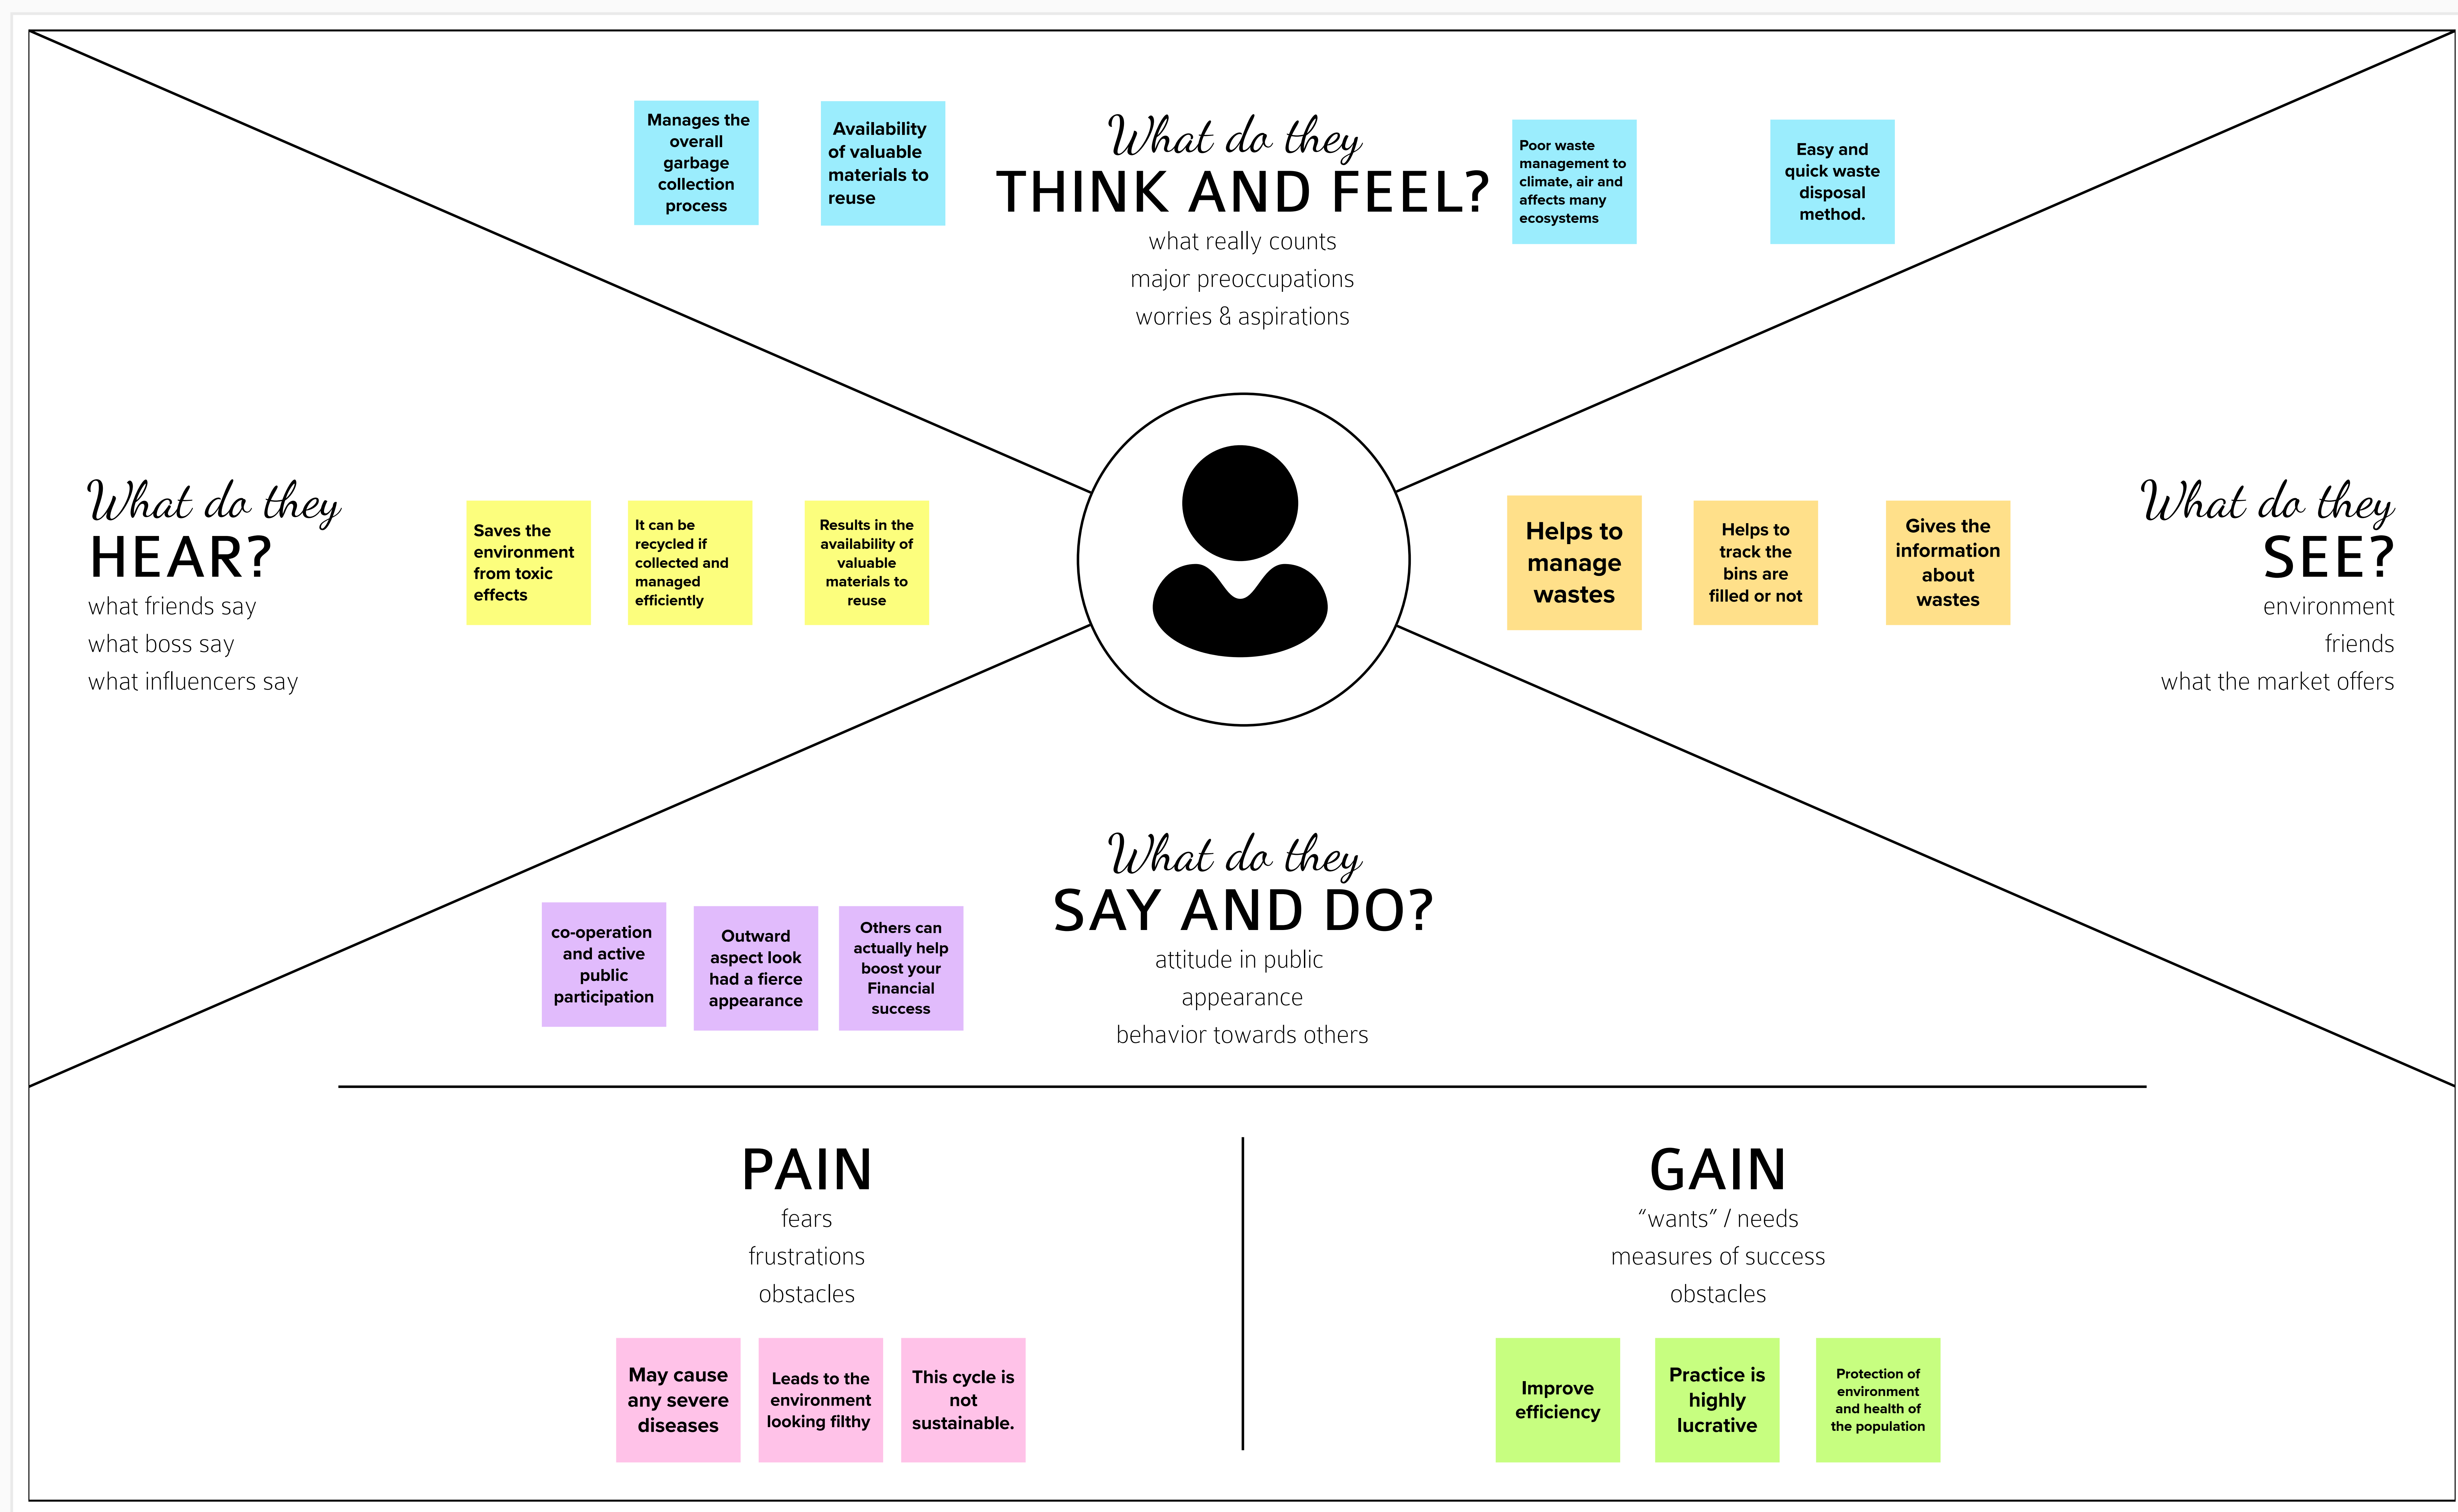 Manages the
overall
garbage
collection
process
Availability
of valuable
materials to
reuse
What do they
THINK AND FEEL?
what really counts
major preoccupations
worries & aspirations
Poor waste
management to
climate, air and
affects many
ecosystems
Easy and
quick waste
disposal
method.
What do they
HEAR?
what friends say
what boss say
what influencers say
Saves the
environment
from toxic
effects
It can be
recycled if
collected and
managed
efficiently
Results in the
availability of
valuable
materials to
reuse
Helps to
manage
wastes
Helps to
track the
bins are
filled or not
Gives the
information
about
wastes
What do they
SEE?
environment
friends
what the market offers
What do they
SAY AND DO?
attitude in public
appearance
behavior towards others
co-operation
and active
public
participation
Outward
aspect look
had a fierce
appearance
Others can
actually help
boost your
Financial
success
PAIN
fears
frustrations
obstacles
May cause
any severe
diseases
Leads to the
environment
looking filthy
This cycle is
not
sustainable.
GAIN
“wants” / needs
measures of success
obstacles
Improve
efficiency
Practice is
highly
lucrative
Protection of
environment
and health of
the population